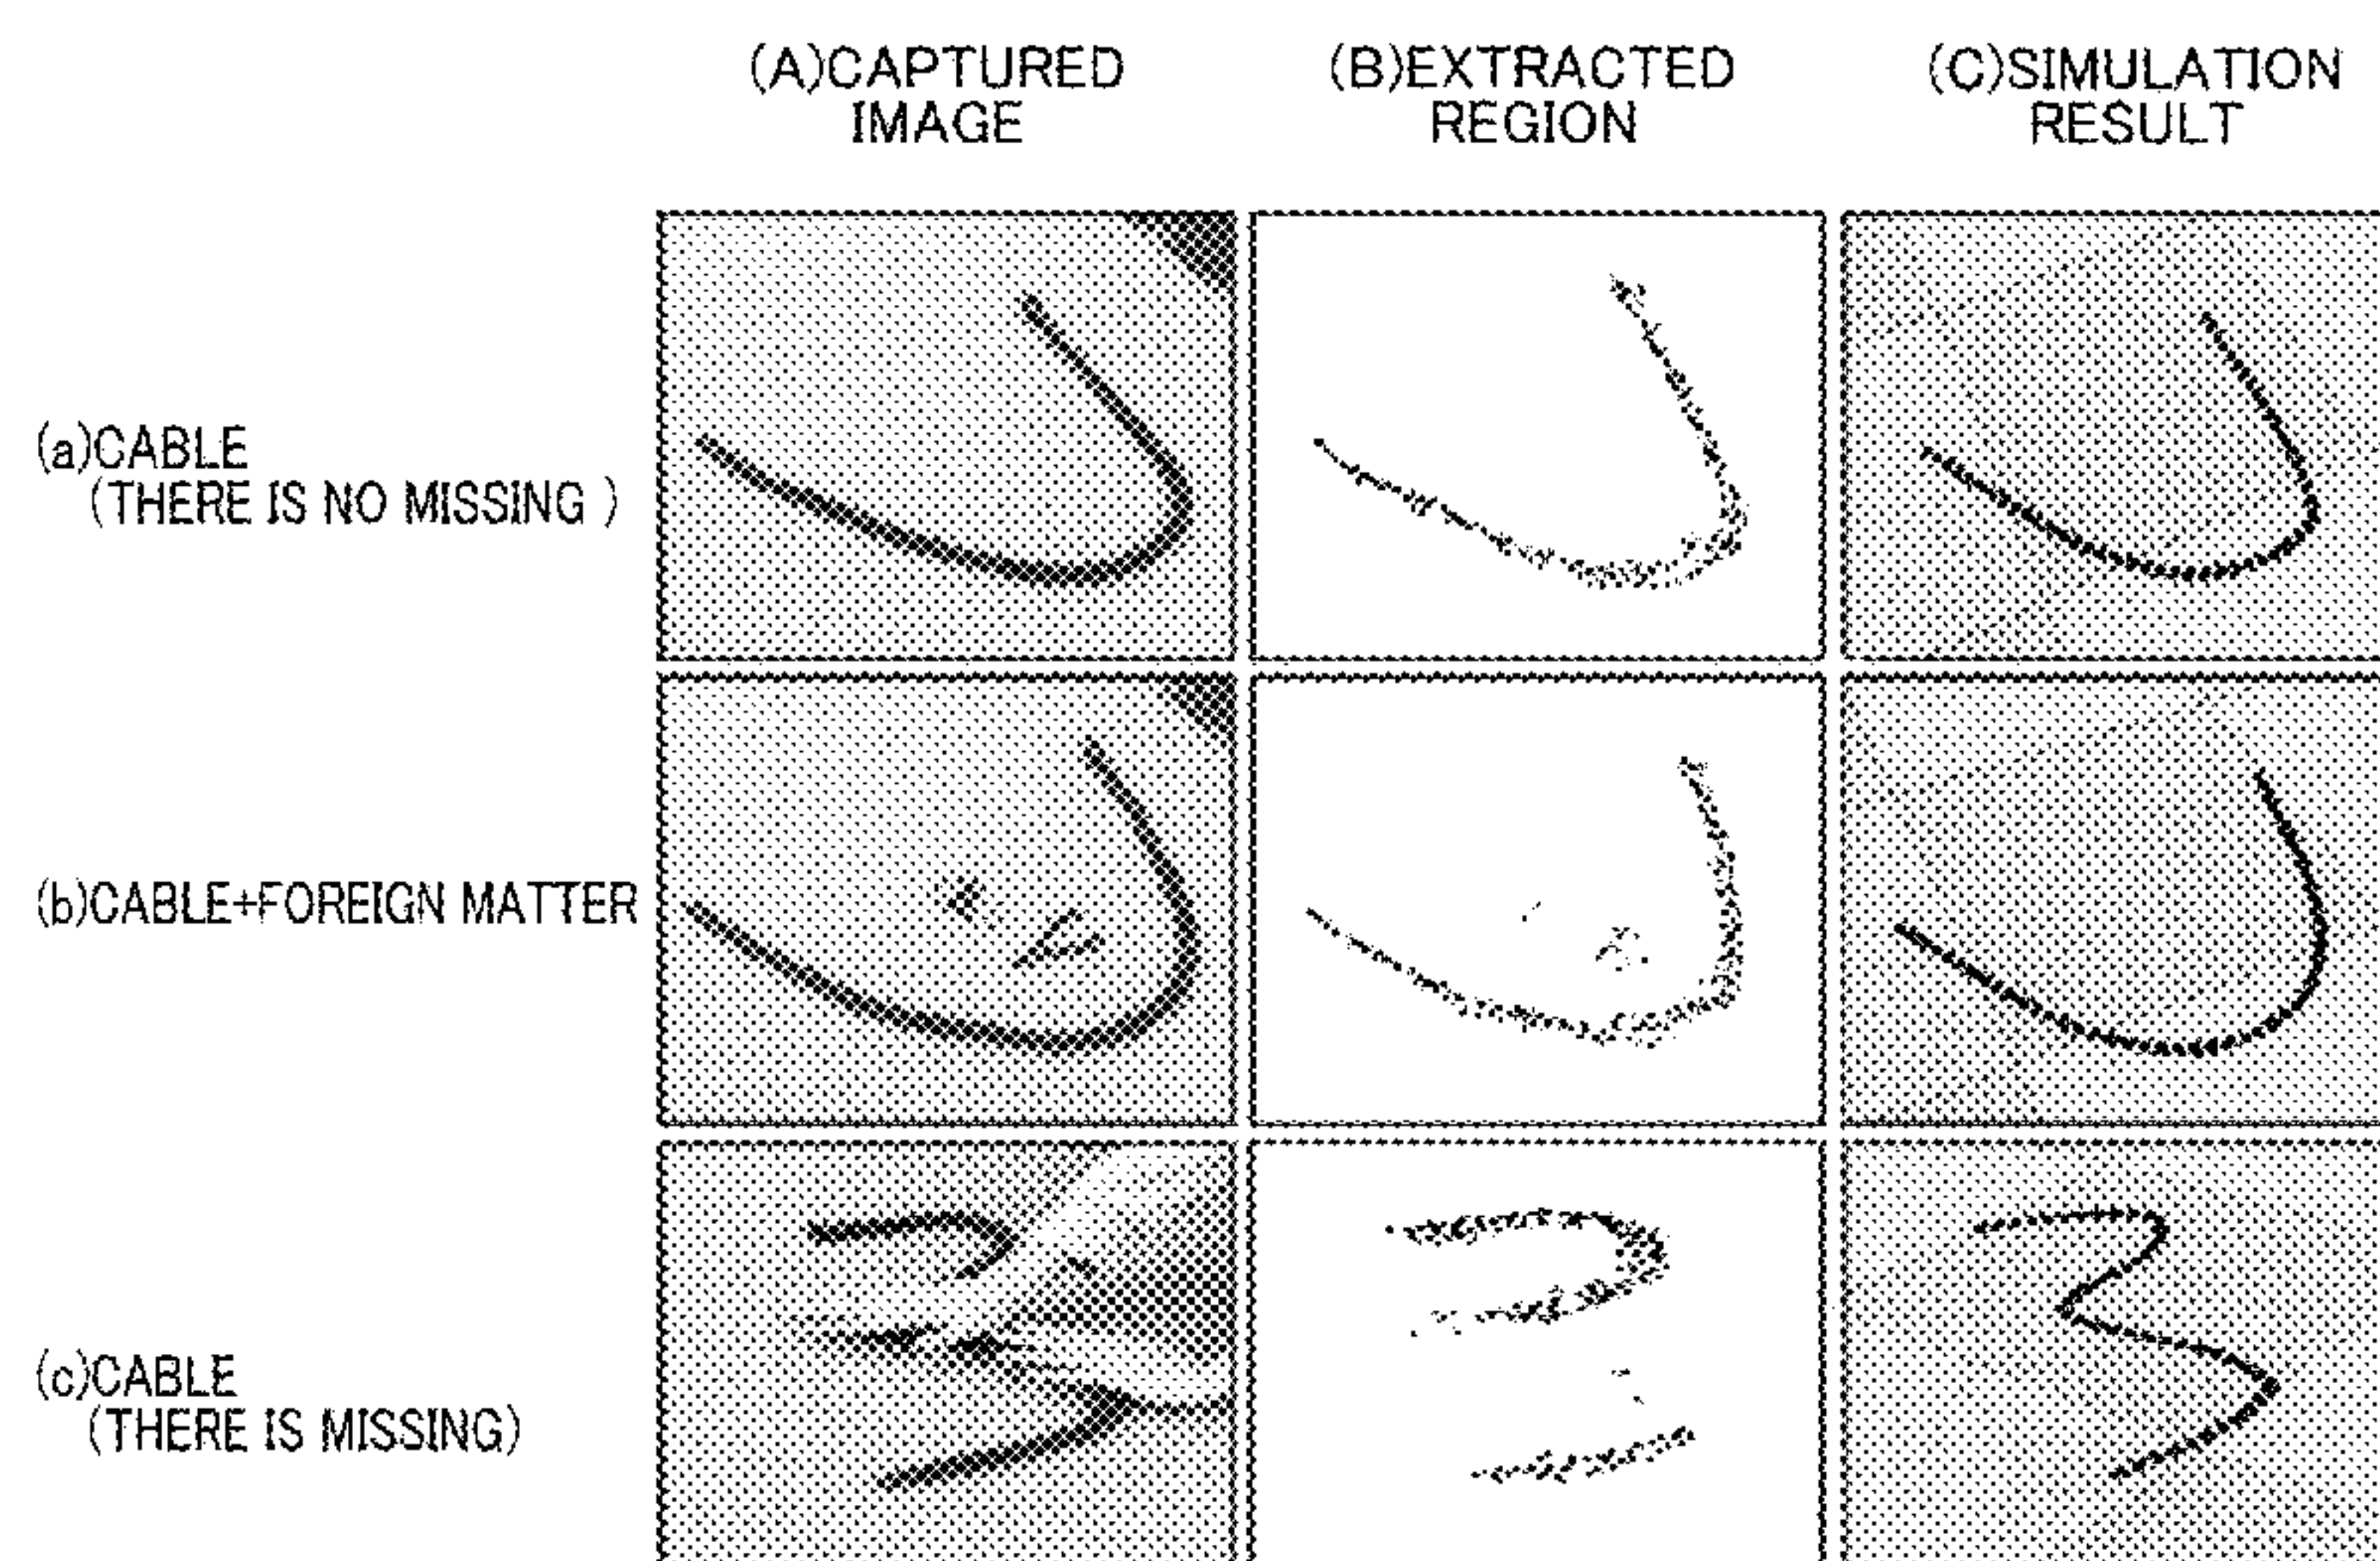 (A)CAPTURED
IMAGE
(B)EXTRACTED
REGION
(C)SIMULATION
RESULT
(a)CABLE
(THERE IS NO MISSING )
(b)CABLE+FOREIGN MATTER
(c)CABLE
(THERE IS MISSING)